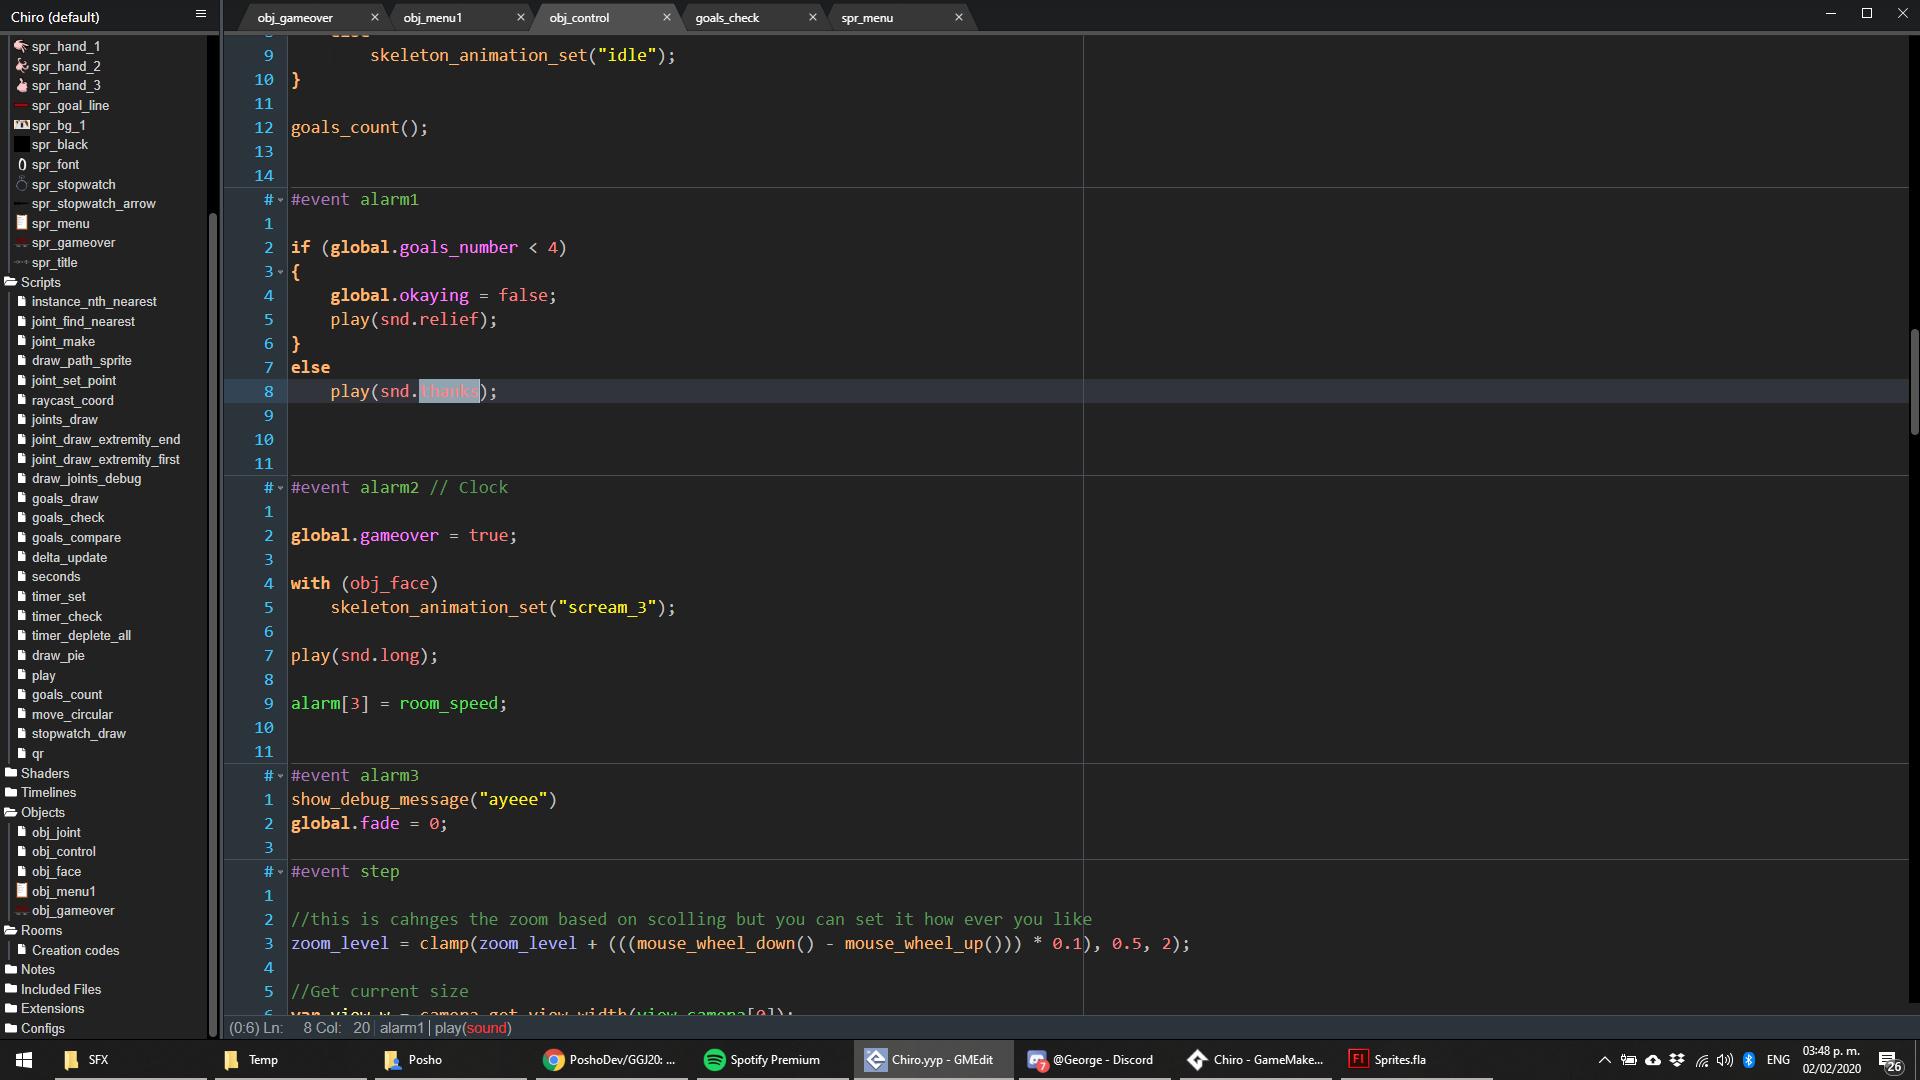 Chiro (default)
obj_gameover × obj_menu1 × obj_control × goals_check × spr_menu ×
spr_hand_1
spr_hand_2
spr_hand_3
spr_goal_line
spr_bg_1
spr_black
spr_font
spr_stopwatch
spr_stopwatch_arrow
spr_menu
spr_gameover
spr_title
Scripts
instance_nth_nearest
joint_find_nearest
joint_make
draw_path_sprite
joint_set_point
raycast_coord
joints_draw
joint_draw_extremity_end
joint_draw_extremity_first
draw_joints_debug
goals_draw
goals_check
goals_compare
delta_update
seconds
timer_set
timer_check
timer_deplete_all
draw_pie
play
goals_count
move_circular
stopwatch_draw
qr
Shaders
Timelines
Objects
obj_joint
obj_control
obj_face
obj_menu1
obj_gameover
Rooms
Creation codes
Notes
Included Files
Extensions
Configs
8 else
9 skeleton_animation_set("idle");
10 }
11
12 goals_count();
13
14
# #event alarm1
1
2 if (global.goals_number < 4)
3 {
4 global.okaying = false;
5 play(snd.relief);
6 }
7 else
8 play(snd.thanks);
9
10
11
# #event alarm2 // Clock
1
2 global.gameover = true;
3
4 with (obj_face)
5 skeleton_animation_set("scream_3");
6
7 play(snd.long);
8
9 alarm[3] = room_speed;
10
11
# #event alarm3
1 show_debug_message("ayeee")
2 global.fade = 0;
3
# #event step
1
2 //this is cahnges the zoom based on scolling but you can set it how ever you like
3 zoom_level = clamp(zoom_level + (((mouse_wheel_down() - mouse_wheel_up())) * 0.1), 0.5, 2);
4
5 //Get current size
6 var view_w = camera_get_view_width(view_camera[0]);
(0:6) Ln: 8 Col: 20 alarm1 play(sound)
SFX Temp Posho PoshoDev/GGJ20: ... Spotify Premium Chiro.yyp - GMEdit @George - Discord Chiro - GameMake... Sprites.fla ENG 03:48 p. m.
02/02/2020
7
Fl
26